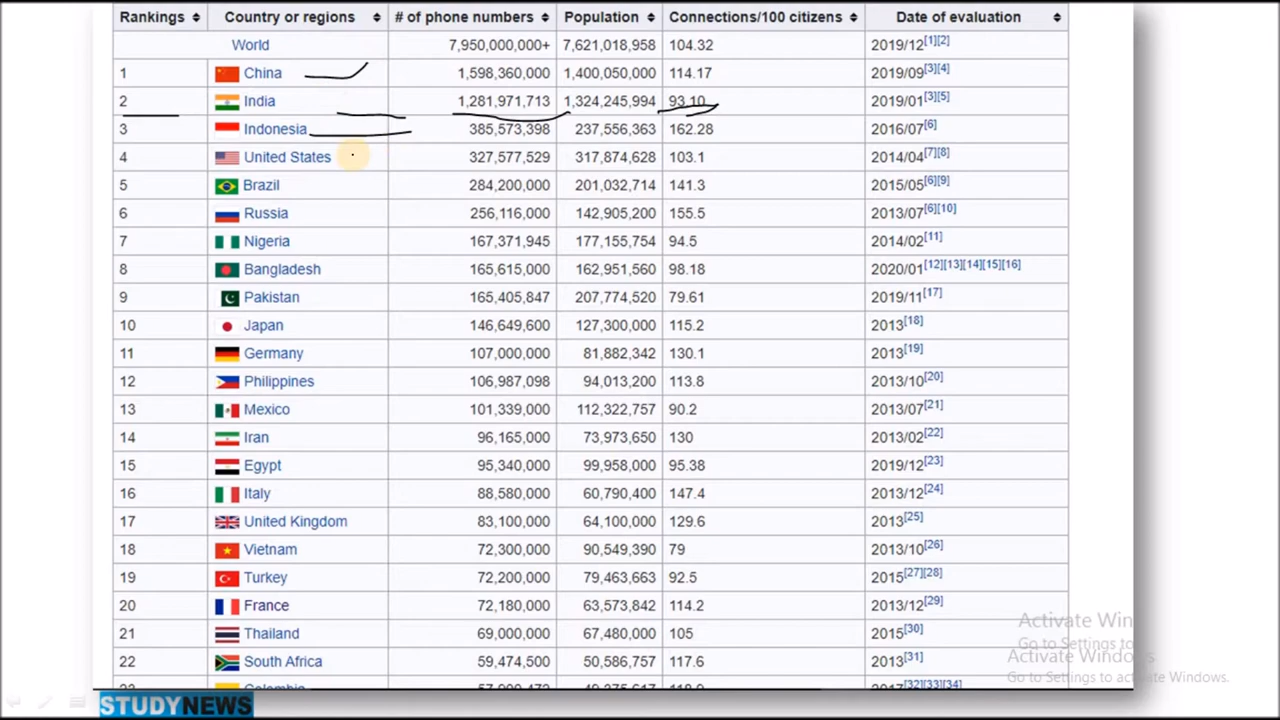 Rankings Country or regions # of phone numbers Population Connections/100 citizens Date of evaluation
World 7,950,000,000+ 7,621,018,958 104.32 2019/12[1][2]
1 China 1,598,360,000 1,400,050,000 114.17 2019/09[3][4]
2 India 1,281,971,713 1,324,245,994 93.10 2019/01[3][5]
3 Indonesia 385,573,398 237,556,363 162.28 2016/07[6]
4 United States 327,577,529 317,874,628 103.1 2014/04[7][8]
5 Brazil 284,200,000 201,032,714 141.3 2015/05[6][9]
6 Russia 256,116,000 142,905,200 155.5 2013/07[6][10]
7 Nigeria 167,371,945 177,155,754 94.5 2014/02[11]
8 Bangladesh 165,615,000 162,951,560 98.18 2020/01[12][13][14][15][16]
9 Pakistan 165,405,847 207,774,520 79.61 2019/11[17]
10 Japan 146,649,600 127,300,000 115.2 2013[18]
11 Germany 107,000,000 81,882,342 130.1 2013[19]
12 Philippines 106,987,098 94,013,200 113.8 2013/10[20]
13 Mexico 101,339,000 112,322,757 90.2 2013/07[21]
14 Iran 96,165,000 73,973,650 130 2013/02[22]
15 Egypt 95,340,000 99,958,000 95.38 2019/12[23]
16 Italy 88,580,000 60,790,400 147.4 2013/12[24]
17 United Kingdom 83,100,000 64,100,000 129.6 2013[25]
18 Vietnam 72,300,000 90,549,390 79 2013/10[26]
19 Turkey 72,200,000 79,463,663 92.5 2015[27][28]
20 France 72,180,000 63,573,842 114.2 2013/12[29]
21 Thailand 69,000,000 67,480,000 105 2015[30]
22 South Africa 59,474,500 50,586,757 117.6 2013[31]
Activate Win
Go to Settings to
Activate Windows
Go to Settings to activate Windows.
STUDYNEWS